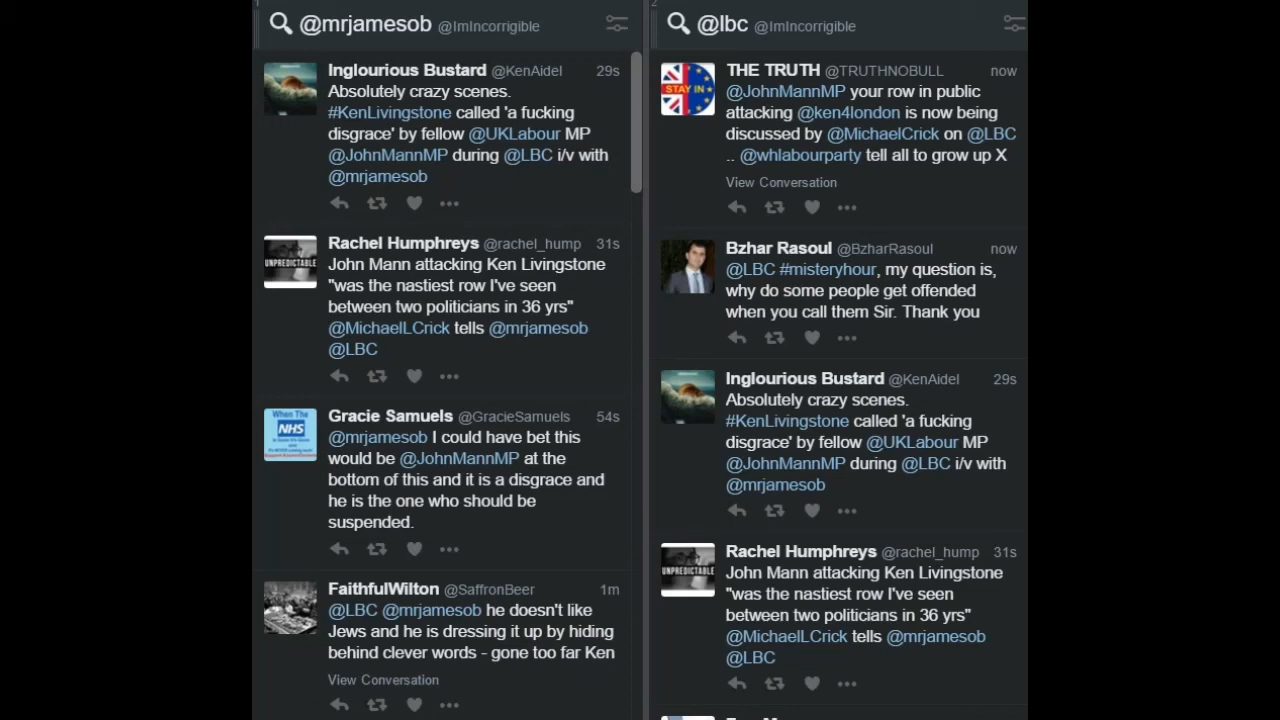 1
@mrjamesob @ImIncorrigible
Inglourious Bustard @KenAidel 29s
Absolutely crazy scenes.
#KenLivingstone called 'a fucking
disgrace' by fellow @UKLabour MP
@JohnMannMP during @LBC i/v with
@mrjamesob
UNPREDICTABLE
Rachel Humphreys @rachel_hump 31s
John Mann attacking Ken Livingstone
"was the nastiest row I've seen
between two politicians in 36 yrs"
@MichaelLCrick tells @mrjamesob
@LBC
When The
NHS
Gracie Samuels @GracieSamuels 54s
@mrjamesob I could have bet this
would be @JohnMannMP at the
bottom of this and it is a disgrace and
he is the one who should be
suspended.
FaithfulWilton @SaffronBeer 1m
@LBC @mrjamesob he doesn't like
Jews and he is dressing it up by hiding
behind clever words - gone too far Ken
View Conversation
2
@lbc @ImIncorrigible
STAY IN
THE TRUTH @TRUTHNOBULL now
@JohnMannMP your row in public
attacking @ken4london is now being
discussed by @MichaelCrick on @LBC
.. @whlabourparty tell all to grow up X
View Conversation
Bzhar Rasoul @BzharRasoul now
@LBC #misteryhour, my question is,
why do some people get offended
when you call them Sir. Thank you
Inglourious Bustard @KenAidel 29s
Absolutely crazy scenes.
#KenLivingstone called 'a fucking
disgrace' by fellow @UKLabour MP
@JohnMannMP during @LBC i/v with
@mrjamesob
UNPREDICTABLE
Rachel Humphreys @rachel_hump 31s
John Mann attacking Ken Livingstone
"was the nastiest row I've seen
between two politicians in 36 yrs"
@MichaelLCrick tells @mrjamesob
@LBC